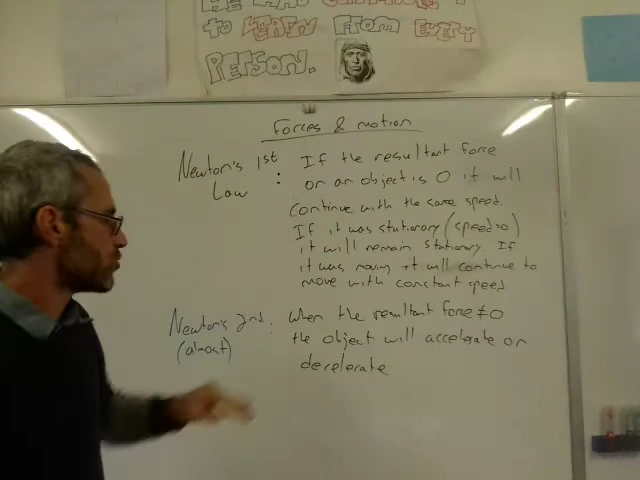 to LEARN FROM EVERY
PERSON.
Forces & motion
Newton's 1st Law : If the resultant force
on an object is 0 it will
continue with the same speed.
If it was stationary (speed=0)
it will remain stationary. If
it was moving it will continue to
move with constant speed
Newton's 2nd : When the resultant force ≠ 0
(almost) the object will accelerate or
decelerate